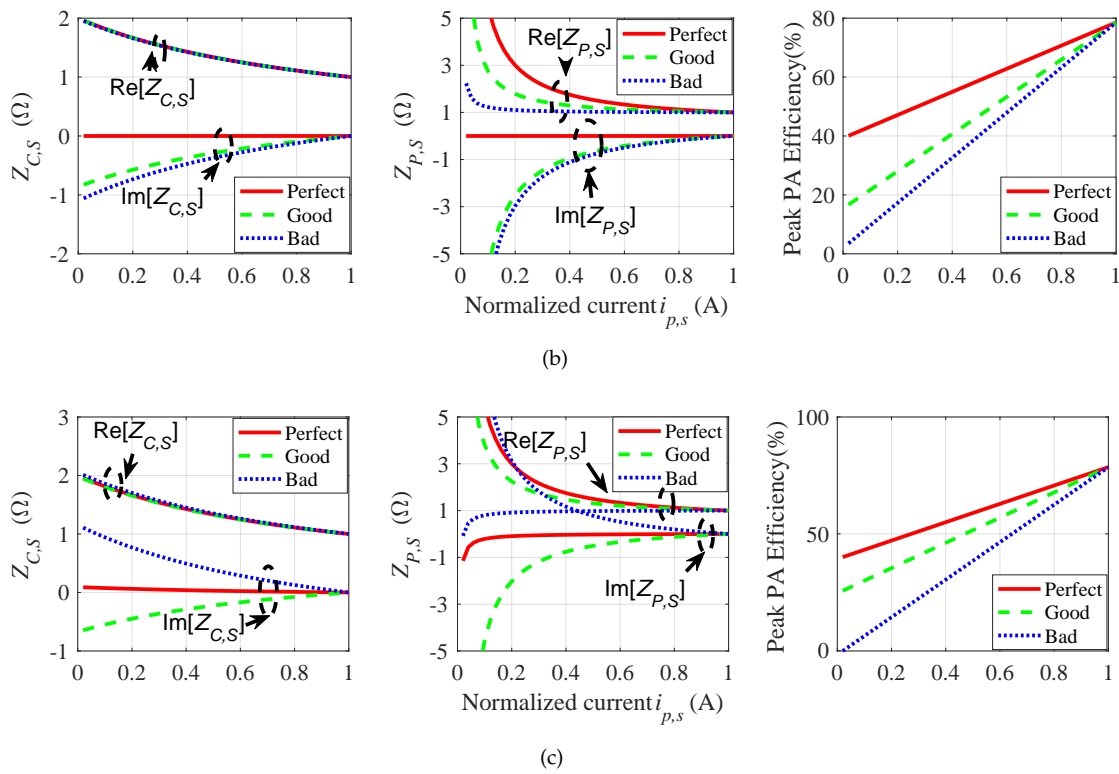 2
1
0
-1
-2
0 0.2 0.4 0.6 0.8 1
Z_{C,S} (Ω)
Re[Z_{C,S}]
Im[Z_{C,S}]
Perfect
Good
Bad
5
3
1
-1
-3
-5
0 0.2 0.4 0.6 0.8 1
Z_{P,S} (Ω)
Normalized current i_{p,s} (A)
Re[Z_{P,S}]
Im[Z_{P,S}]
Perfect
Good
Bad
80
60
40
20
0
0 0.2 0.4 0.6 0.8 1
Peak PA Efficiency(%)
Perfect
Good
Bad
(b)
3
2
1
0
-1
0 0.2 0.4 0.6 0.8 1
Z_{C,S} (Ω)
Re[Z_{C,S}]
Im[Z_{C,S}]
Perfect
Good
Bad
5
3
1
-1
-3
-5
0 0.2 0.4 0.6 0.8 1
Z_{P,S} (Ω)
Normalized current i_{p,s} (A)
Re[Z_{P,S}]
Im[Z_{P,S}]
Perfect
Good
Bad
100
50
0
0 0.2 0.4 0.6 0.8 1
Peak PA Efficiency(%)
Perfect
Good
Bad
(c)